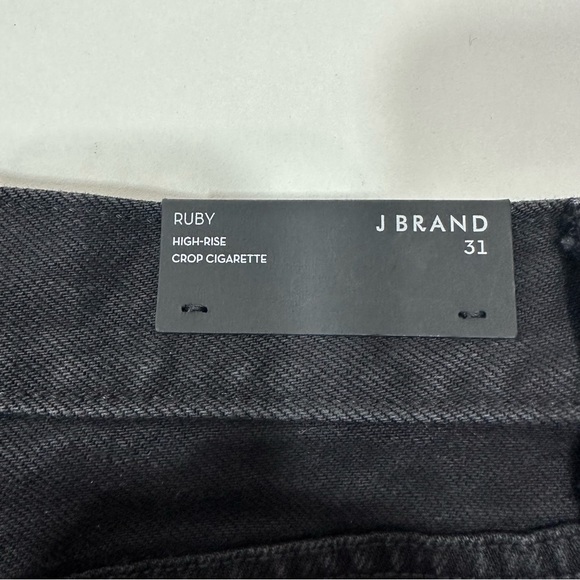 RUBY
HIGH-RISE
CROP CIGARETTE
J BRAND
31